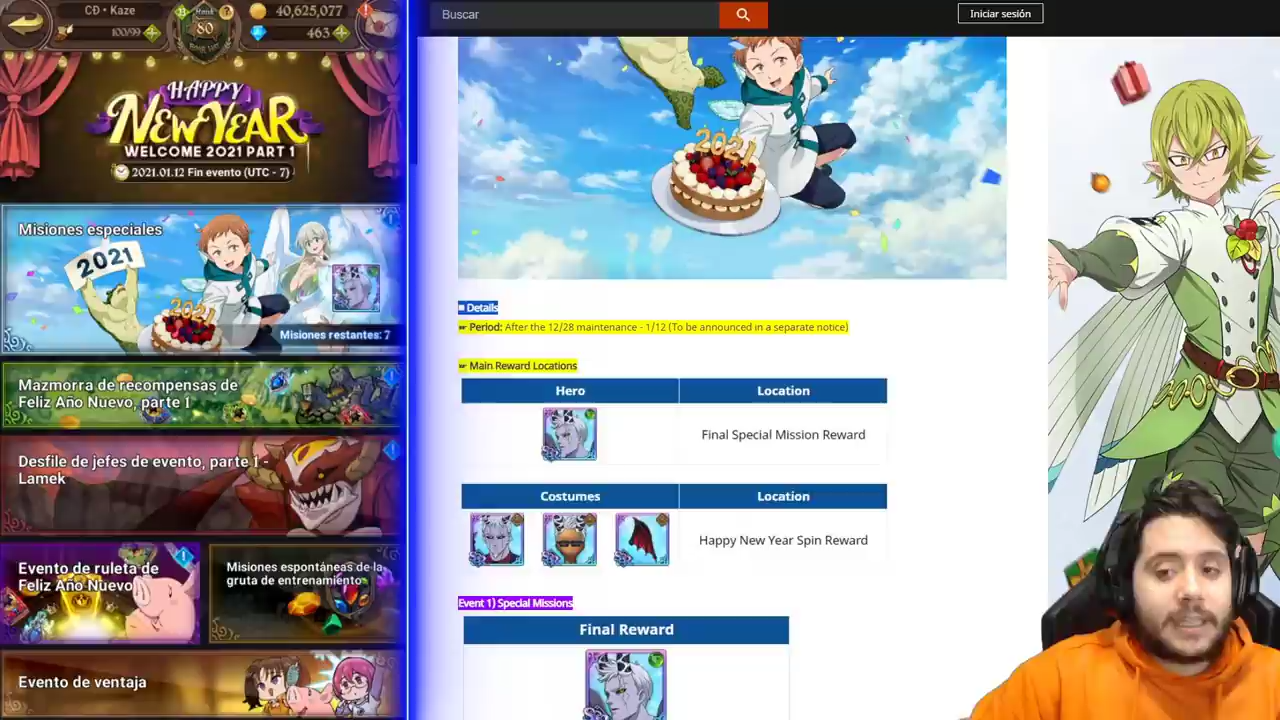 CĐ • Kaze
100/99
80
40,625,077
463
HAPPY
NEW YEAR
WELCOME 2021 PART 1
2021.01.12 Fin evento (UTC - 7)
Misiones especiales
2021
2021
Misiones restantes: 7
Mazmorra de recompensas de
Feliz Año Nuevo, parte 1
Desfile de jefes de evento, parte 1 -
Lamek
Evento de ruleta de
Feliz Año Nuevo
Misiones espontáneas de la
gruta de entrenamiento
Evento de ventaja
Buscar
Iniciar sesión
2021
■ Details
☞ Period: After the 12/28 maintenance - 1/12 (To be announced in a separate notice)
☞ Main Reward Locations
Hero Location
Final Special Mission Reward
Costumes Location
Happy New Year Spin Reward
Event 1) Special Missions
Final Reward